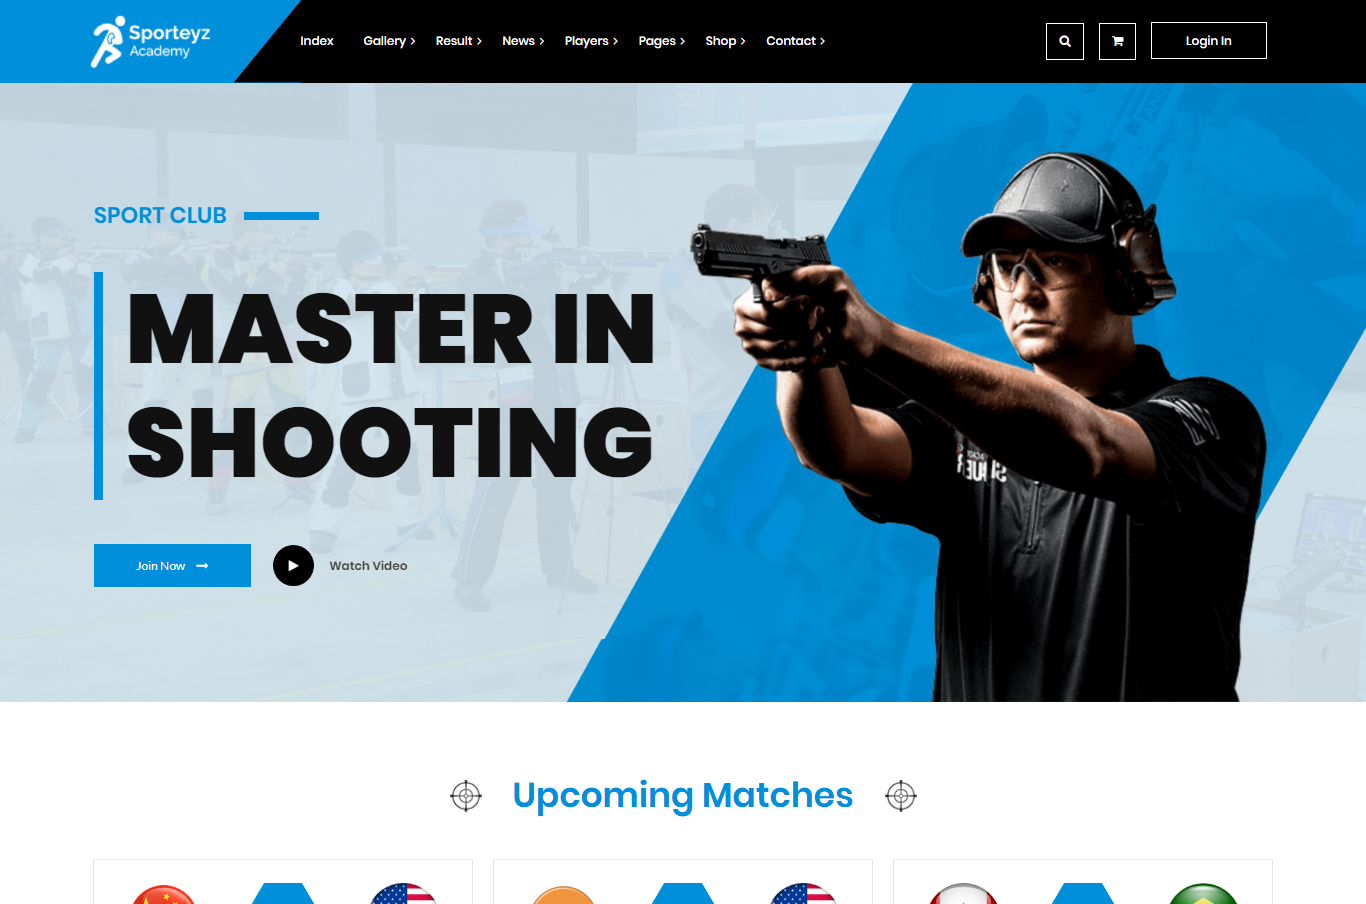 Sporteyz
Academy
Index
Gallery
Result
News
Players
Pages
Shop
Contact
Login In
SPORT CLUB
MASTER IN
SHOOTING
Join Now
Watch Video
Upcoming Matches